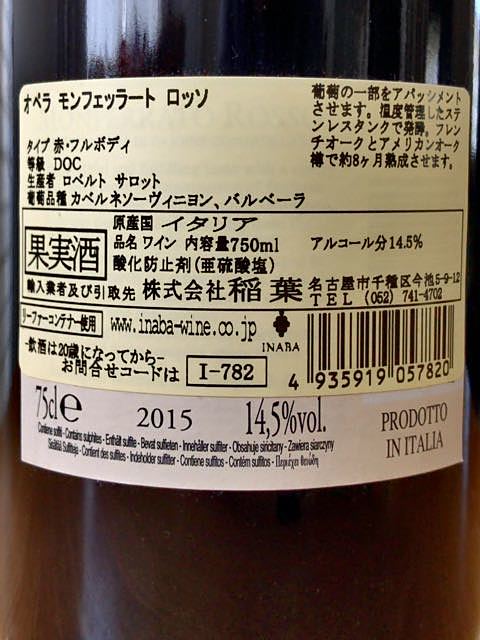 オペラ モンフェッラート ロッソ
タイプ 赤・フルボディ
等級 DOC
生産者 ロベルト サロット
葡萄品種 カベルネソーヴィニヨン、バルベーラ
葡萄の一部をアパッシメント
させます。温度管理したステ
ンレスタンクで発酵。フレン
チオークとアメリカンオーク
樽で約8ヶ月熟成させます。
果実酒
原産国 イタリア
品名 ワイン 内容量750ml アルコール分14.5%
酸化防止剤(亜硫酸塩)
輸入業者及び引取先 株式会社 稲葉
名古屋市千種区今池5-9-12
TEL (052) 741-4702
リーファーコンテナー使用
www.inaba-wine.co.jp
INABA
-飲酒は20歳になってから-
お問合せコードは I-782
4 935919 057820
75cl e 2015 14,5%vol.
PRODOTTO
IN ITALIA
Contiene solfiti - Contains sulphites - Enthält sulfite - Bevat sulfieten - Innehåller sulfiter - Obsahuje siricitany - Zawiera siarczyny
Sisältää Sulfiitteja - Contient des sulfites - Indeholder sulfitter - Contiene sulfitos - Contém sulfitos - Περιέχει θειώδη